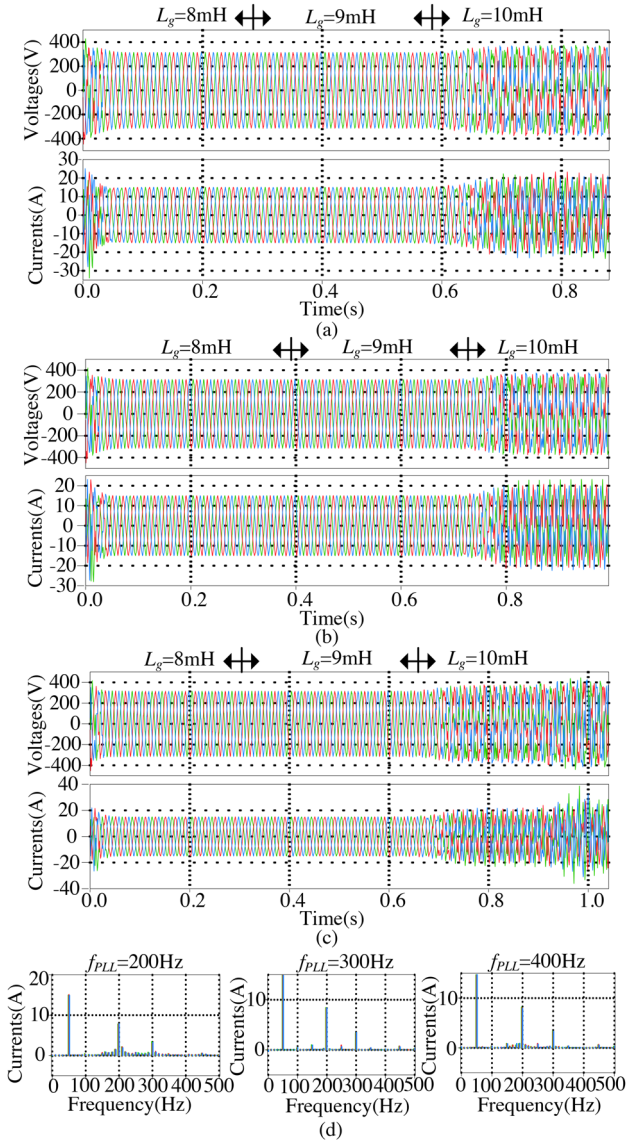 Lg=8mH Lg=9mH Lg=10mH
Voltages(V)
400
200
0
-200
-400
Currents(A)
30
20
10
0
-10
-20
-30
0.0 0.2 0.4 0.6 0.8
Time(s)
(a)
Lg=8mH Lg=9mH Lg=10mH
Voltages(V)
400
200
0
-200
-400
Currents(A)
20
10
0
-10
-20
-30
0.0 0.2 0.4 0.6 0.8
Time(s)
(b)
Lg=8mH Lg=9mH Lg=10mH
Voltages(V)
400
200
0
-200
-400
Currents(A)
40
20
0
-20
-40
0.0 0.2 0.4 0.6 0.8 1.0
Time(s)
(c)
fPLL=200Hz
Currents(A)
20
10
0
0 100 200 300 400 500
Frequency(Hz)
fPLL=300Hz
Currents(A)
10
0
0 100 200 300 400 500
Frequency(Hz)
fPLL=400Hz
Currents(A)
10
0
0 100 200 300 400 500
Frequency(Hz)
(d)